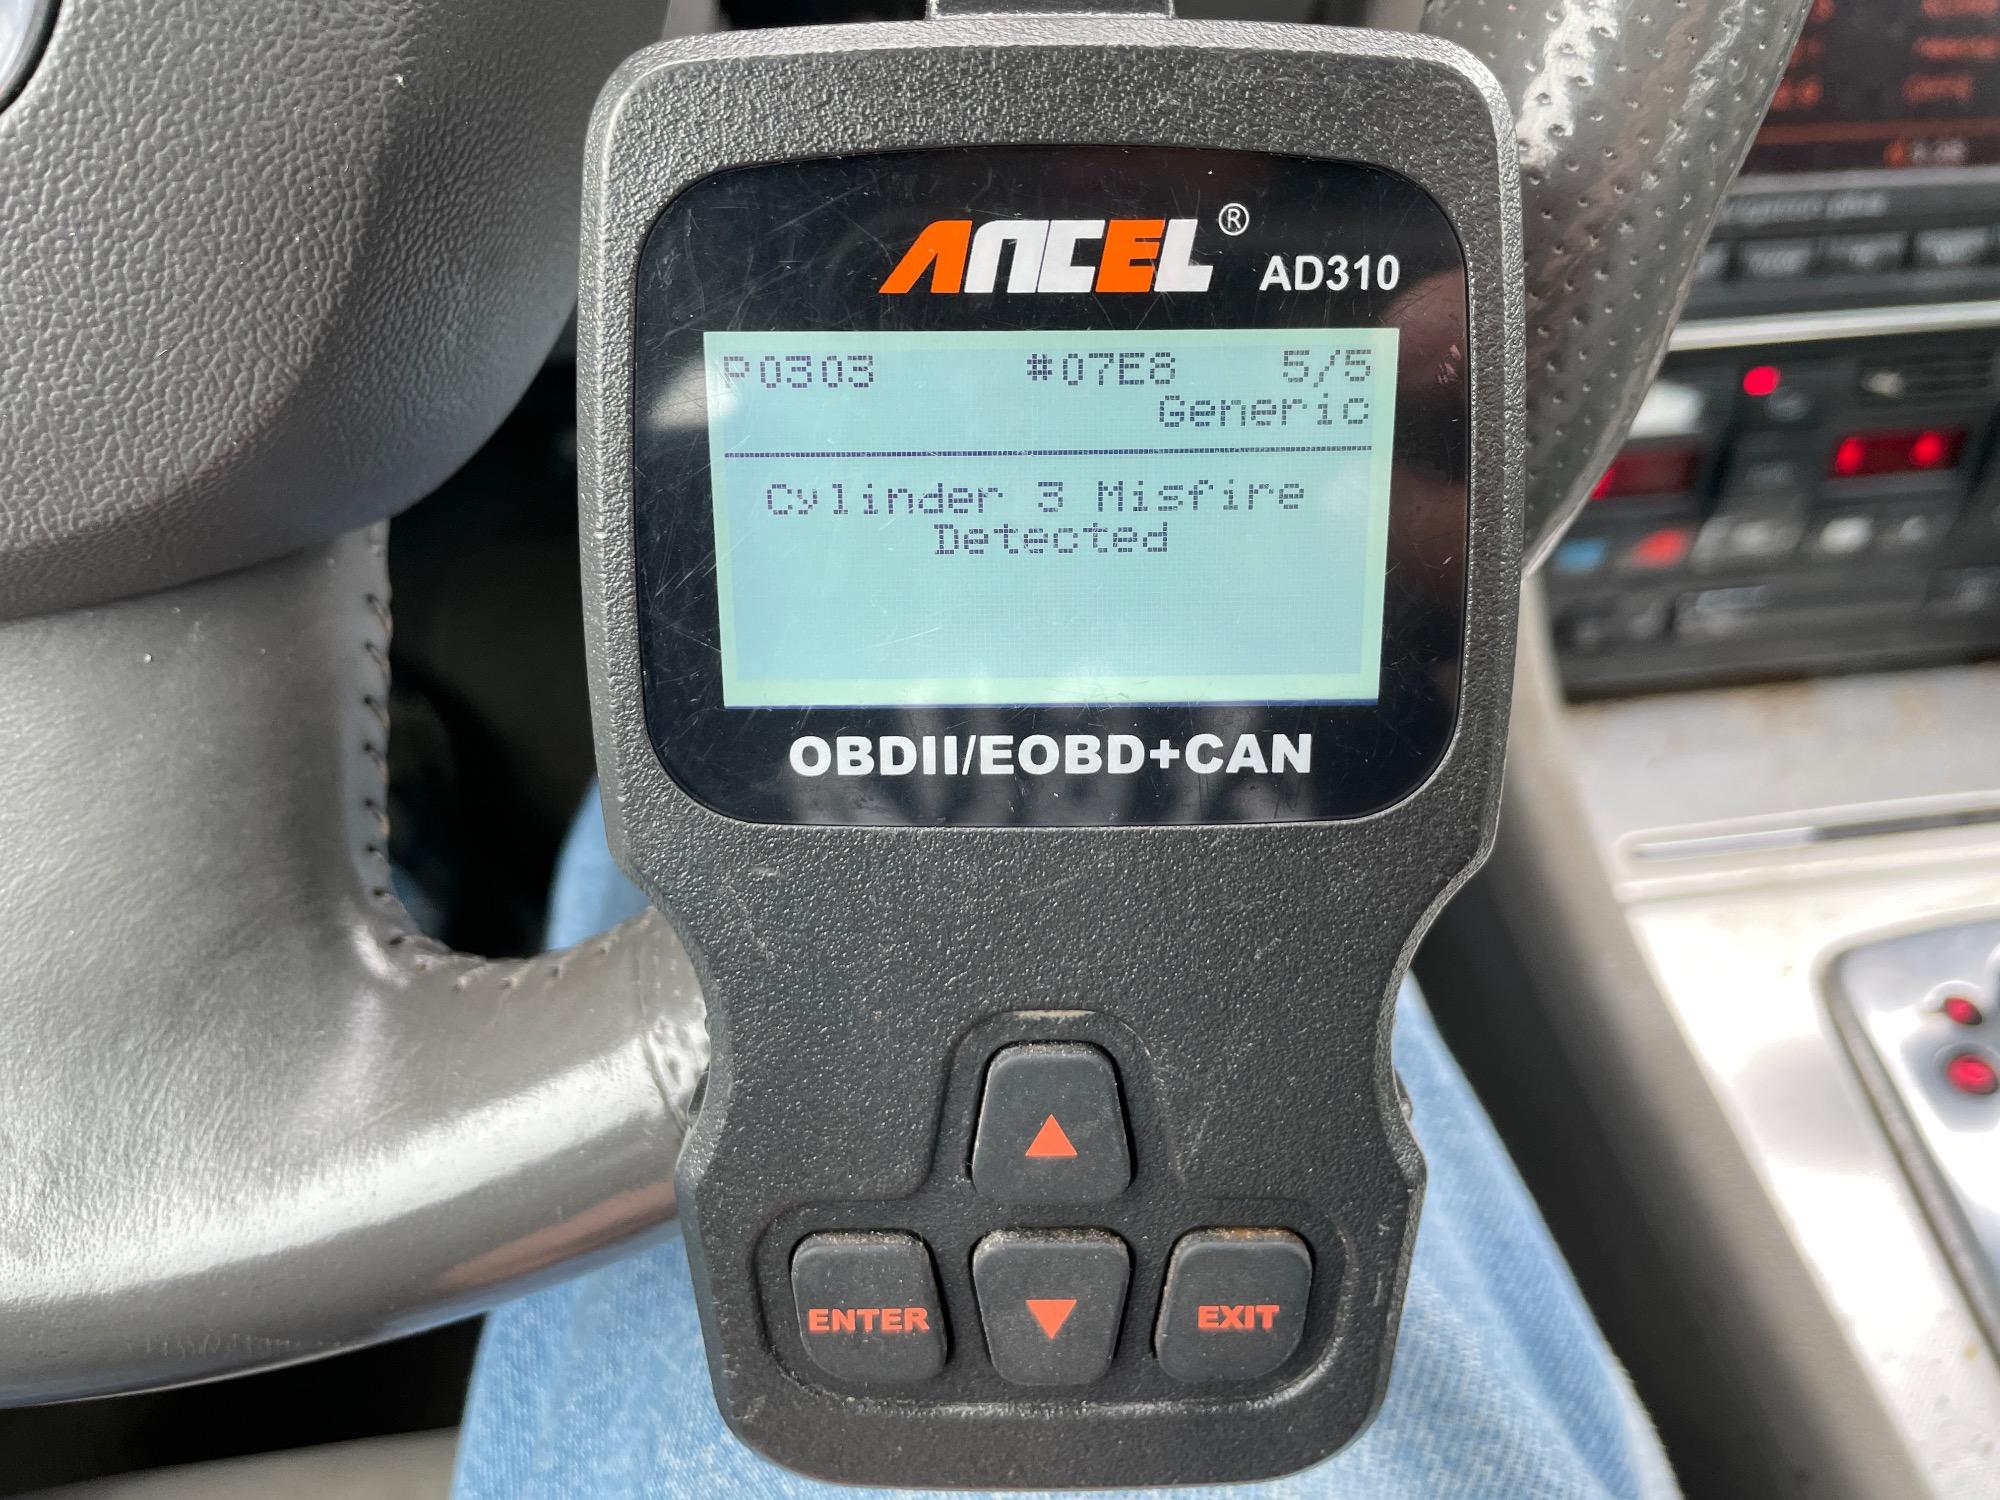 ANCEL®
AD310
P0303 #07E8 5/5
Generic
Cylinder 3 Misfire
Detected
OBDII/EOBD+CAN
▲
ENTER ▼ EXIT